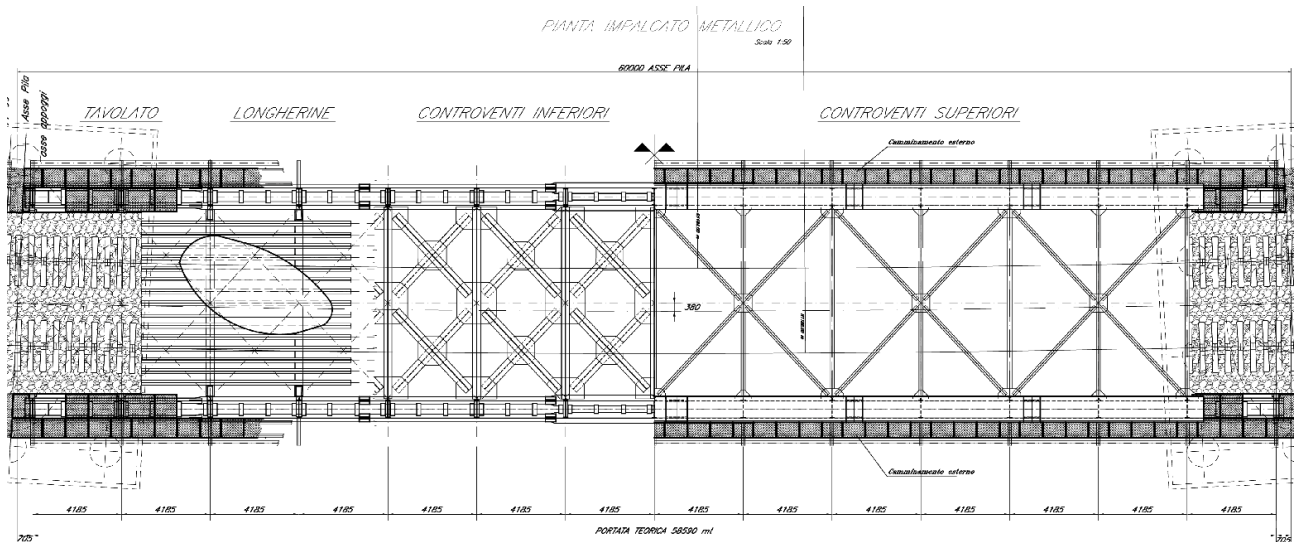 PIANTA IMPALCATO METALLICO
Scala 1:50
60000 ASSE PILA
Asse Pila
asse appoggi
TAVOLATO
LONGHERINE
CONTROVENTI INFERIORI
CONTROVENTI SUPERIORI
Camminamento esterno
380
Camminamento esterno
4185 4185 4185 4185 4185 4185 4185 4185 4185 4185 4185 4185 4185 4185
PORTATA TEORICA 58590 ml
705
705